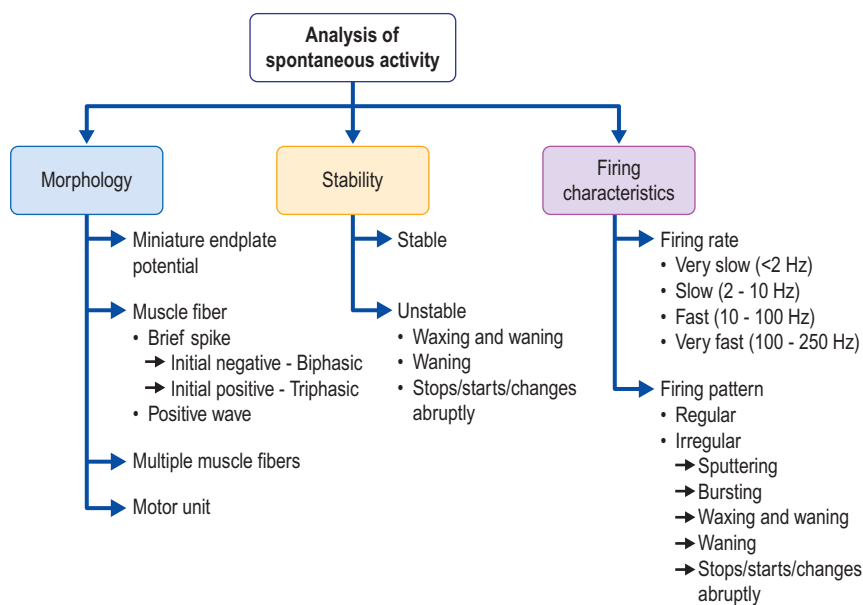 Analysis of
spontaneous activity
Morphology
Miniature endplate
potential
Muscle fiber
• Brief spike
→ Initial negative - Biphasic
→ Initial positive - Triphasic
• Positive wave
Multiple muscle fibers
Motor unit
Stability
Stable
Unstable
• Waxing and waning
• Waning
• Stops/starts/changes
abruptly
Firing
characteristics
Firing rate
• Very slow (<2 Hz)
• Slow (2 - 10 Hz)
• Fast (10 - 100 Hz)
• Very fast (100 - 250 Hz)
Firing pattern
• Regular
• Irregular
→ Sputtering
→ Bursting
→ Waxing and waning
→ Waning
→ Stops/starts/changes
abruptly